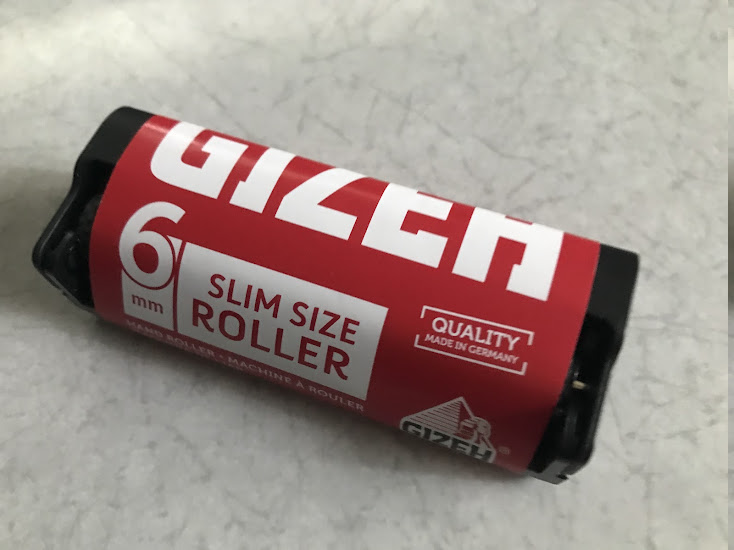 GIZEH
6
mm
SLIM SIZE
ROLLER
HAND ROLLER - MACHINE À ROULER
QUALITY
MADE IN GERMANY
GIZEH